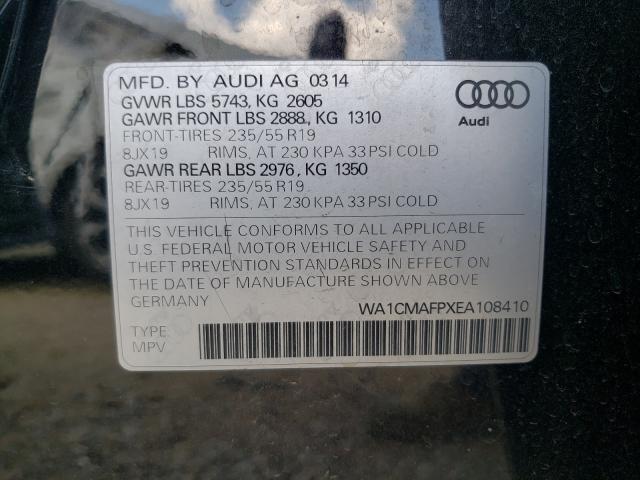 MFD. BY AUDI AG 0314
GVWR LBS 5743, KG 2605
GAWR FRONT LBS 2888, KG 1310
FRONT-TIRES 235/55 R19
8JX19 RIMS, AT 230 KPA 33 PSI COLD
GAWR REAR LBS 2976, KG 1350
REAR-TIRES 235/55 R19
8JX19 RIMS, AT 230 KPA 33 PSI COLD
Audi
THIS VEHICLE CONFORMS TO ALL APPLICABLE
U.S. FEDERAL MOTOR VEHICLE SAFETY AND
THEFT PREVENTION STANDARDS IN EFFECT ON
THE DATE OF MANUFACTURE SHOWN ABOVE
GERMANY
WA1CMAFPXEA108410
TYPE
MPV